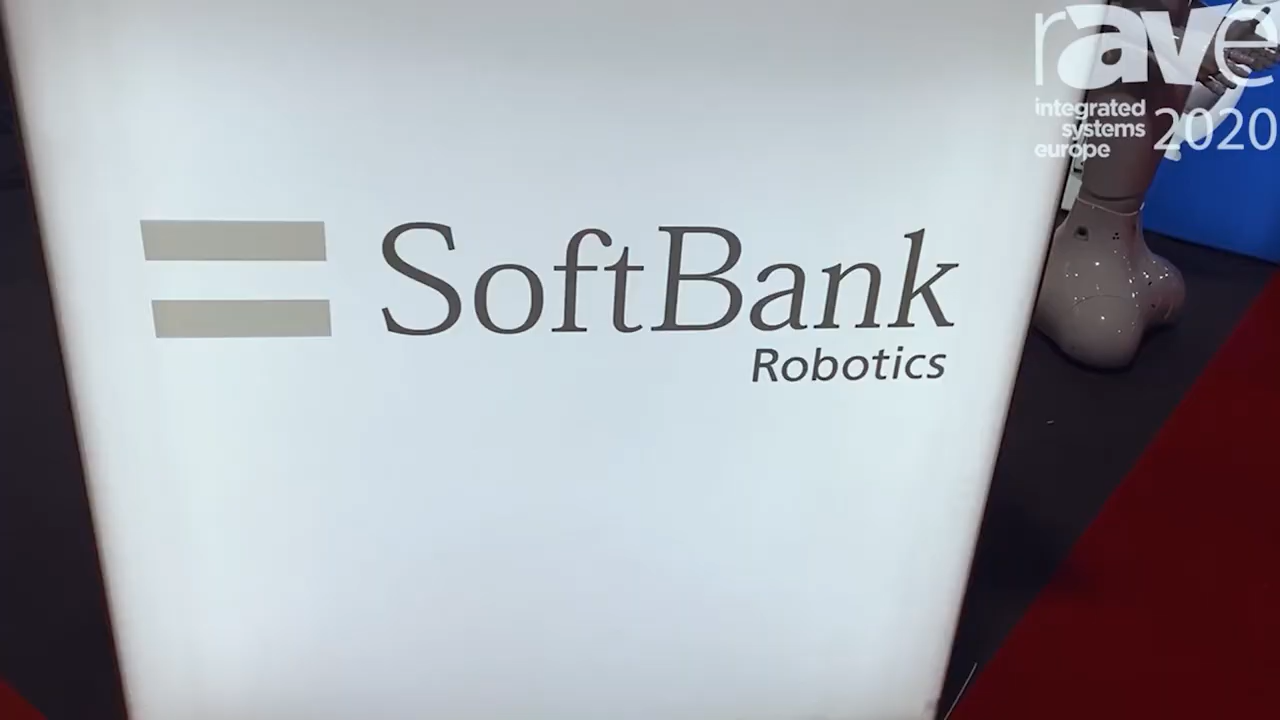 rave
integrated
systems
europe 2020
SoftBank
Robotics